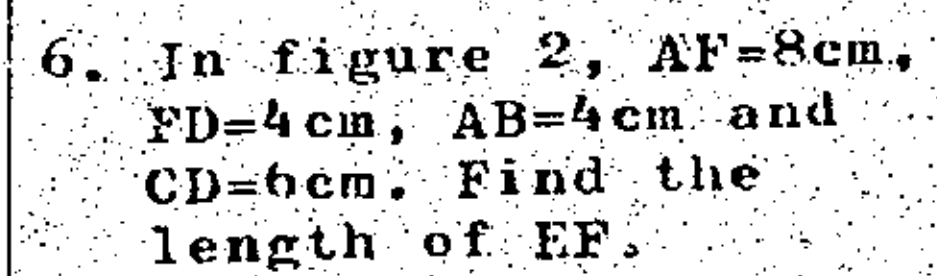 6. In figure 2, AF=8cm,
FD=4cm, AB=4cm and
CD=6cm. Find the
length of EF.